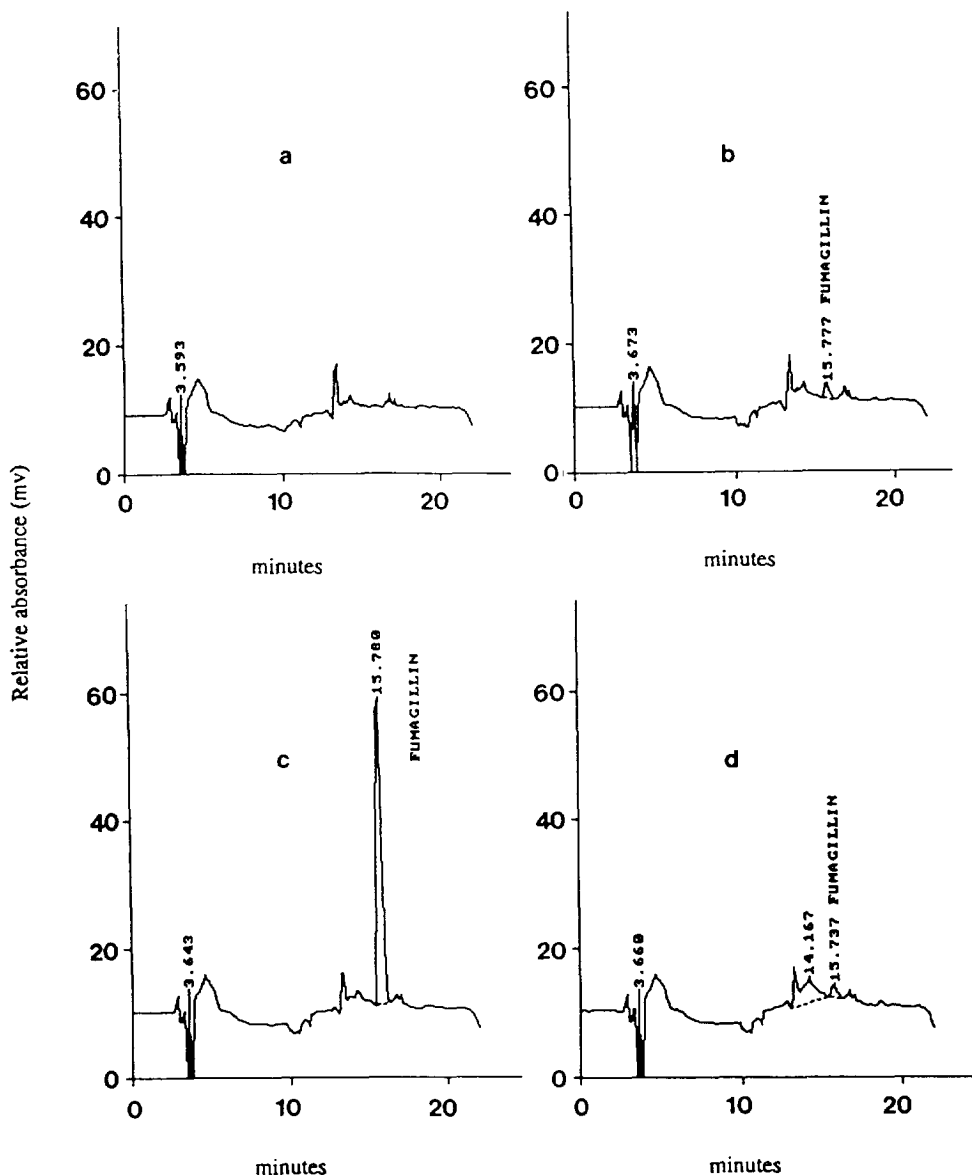 Relative absorbance (mv)
60
40
20
0
a
3.593
0 10 20
minutes
60
40
20
0
b
3.673
15.777 FUMAGILLIN
0 10 20
minutes
60
40
20
0
c
3.643
15.780
FUMAGILLIN
0 10 20
minutes
60
40
20
0
d
3.660
14.167
15.737 FUMAGILLIN
0 10 20
minutes